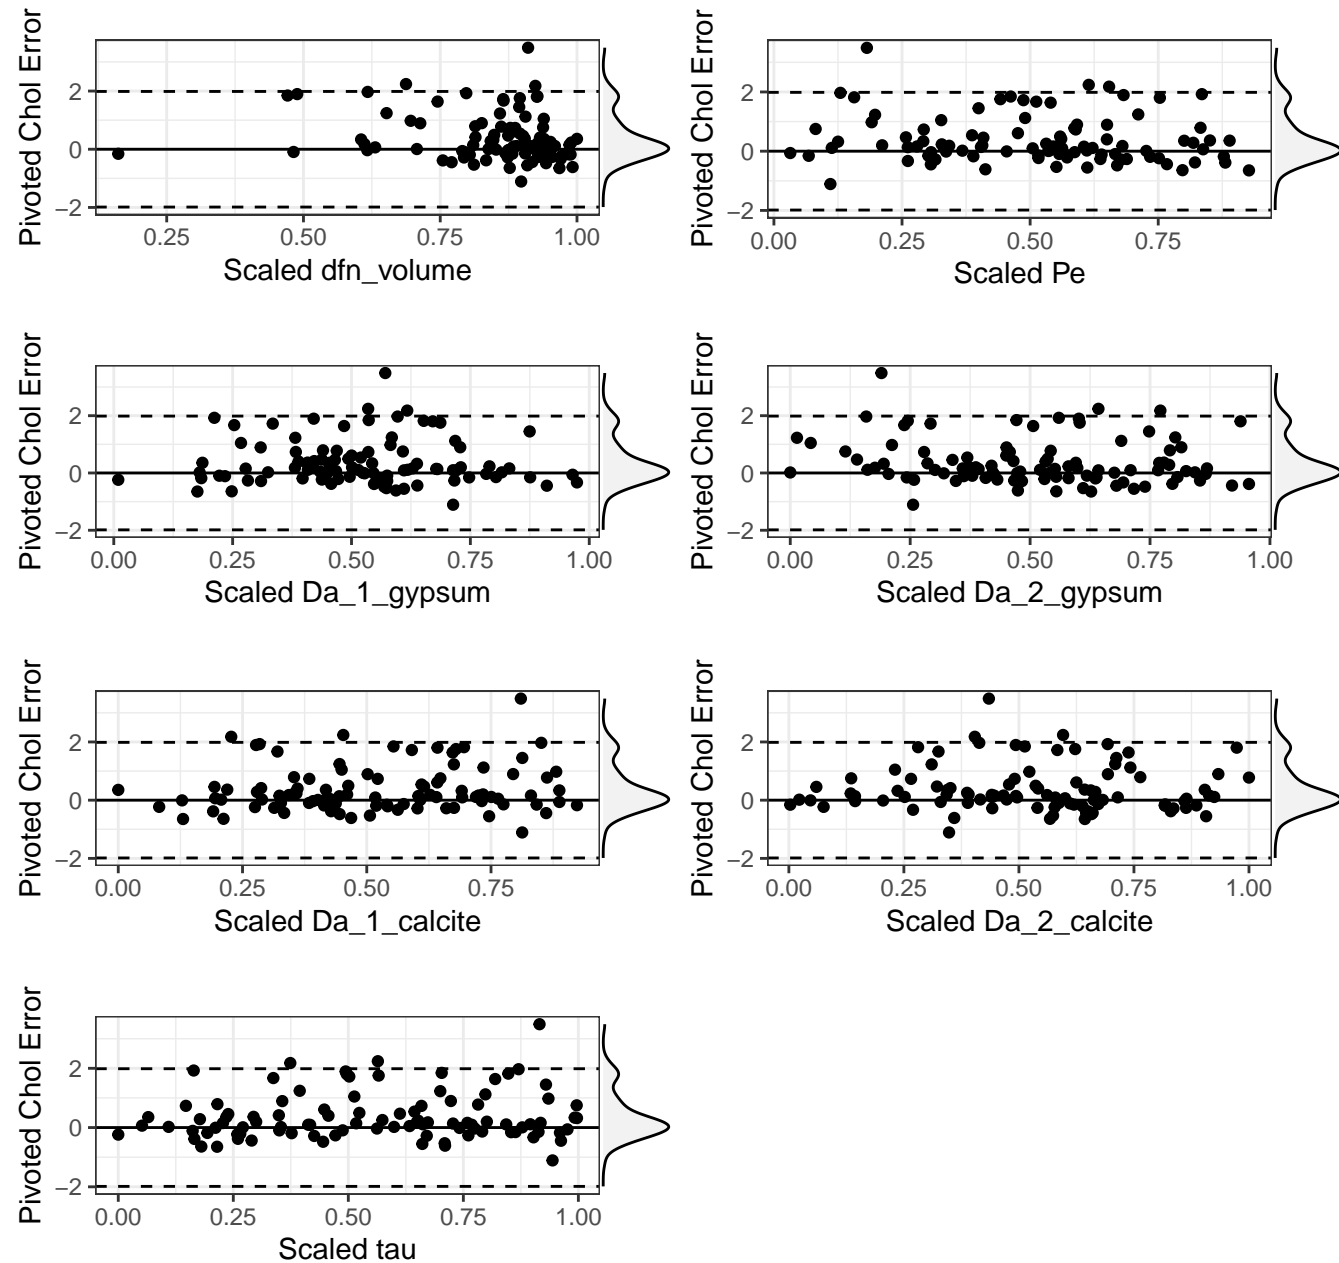 Pivoted Chol Error
2
0
−2
0.25 0.50 0.75 1.00
Scaled dfn_volume
Pivoted Chol Error
2
0
−2
0.00 0.25 0.50 0.75
Scaled Pe
Pivoted Chol Error
2
0
−2
0.00 0.25 0.50 0.75 1.00
Scaled Da_1_gypsum
Pivoted Chol Error
2
0
−2
0.00 0.25 0.50 0.75 1.00
Scaled Da_2_gypsum
Pivoted Chol Error
2
0
−2
0.00 0.25 0.50 0.75
Scaled Da_1_calcite
Pivoted Chol Error
2
0
−2
0.00 0.25 0.50 0.75 1.00
Scaled Da_2_calcite
Pivoted Chol Error
2
0
−2
0.00 0.25 0.50 0.75 1.00
Scaled tau